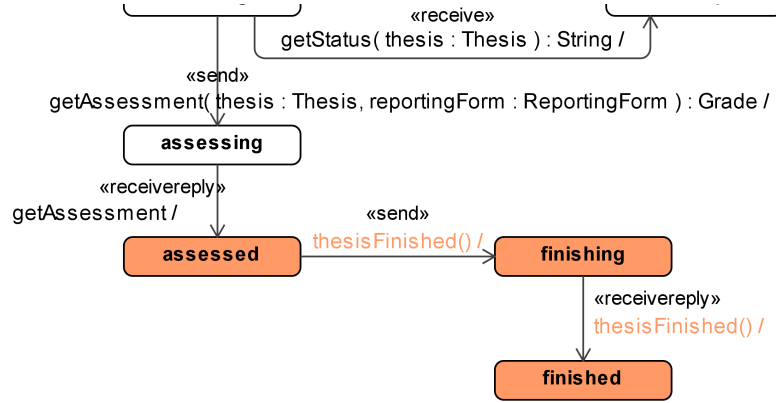 «receive»
getStatus( thesis : Thesis ) : String /
«send»
getAssessment( thesis : Thesis, reportingForm : ReportingForm ) : Grade /
assessing
«receivereply»
getAssessment /
«send»
thesisFinished() /
assessed
finishing
«receivereply»
thesisFinished() /
finished